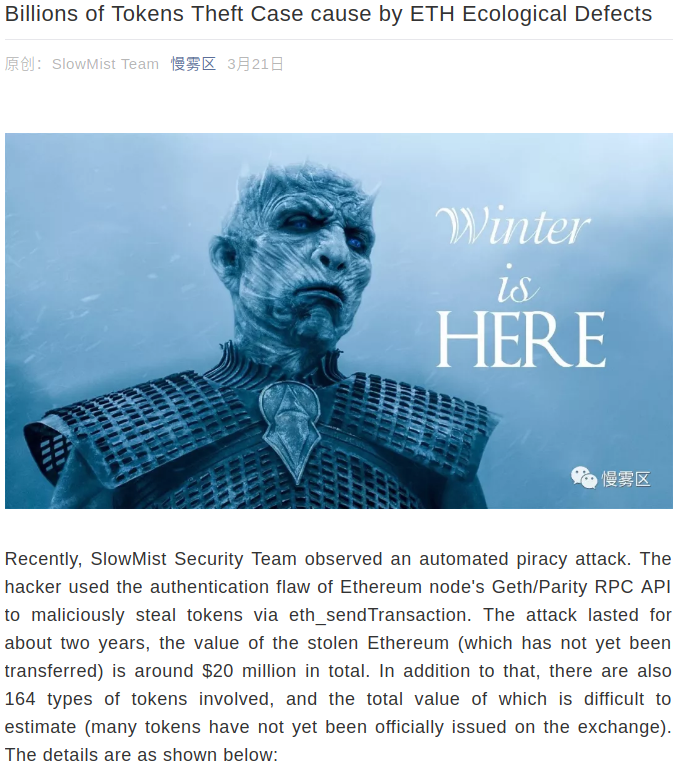 Billions of Tokens Theft Case cause by ETH Ecological Defects
原创： SlowMist Team 慢雾区 3月21日
Winter
is
HERE
慢雾区
Recently, SlowMist Security Team observed an automated piracy attack. The
hacker used the authentication flaw of Ethereum node's Geth/Parity RPC API
to maliciously steal tokens via eth_sendTransaction. The attack lasted for
about two years, the value of the stolen Ethereum (which has not yet been
transferred) is around $20 million in total. In addition to that, there are also
164 types of tokens involved, and the total value of which is difficult to
estimate (many tokens have not yet been officially issued on the exchange).
The details are as shown below: